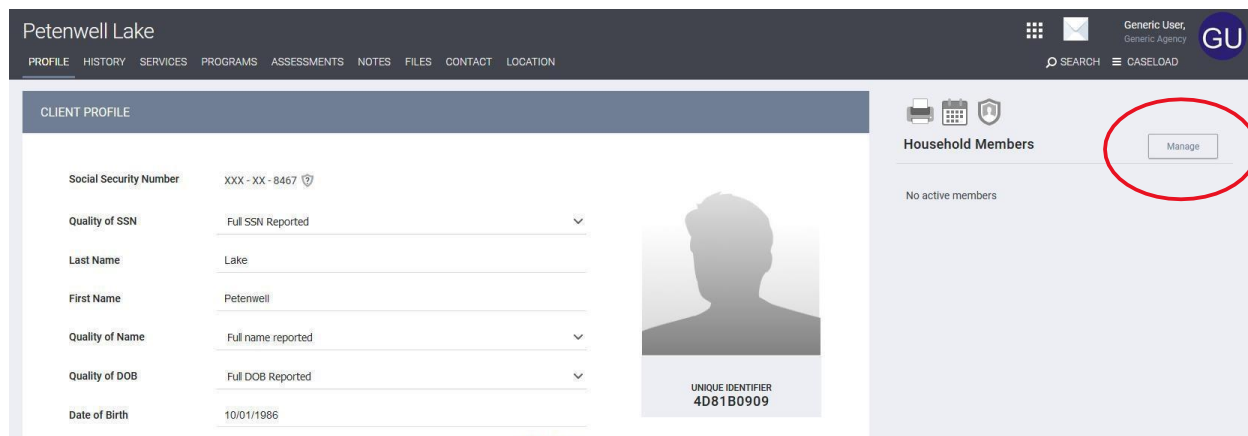 Petenwell Lake
Generic User,
Generic Agency
GU
PROFILE HISTORY SERVICES PROGRAMS ASSESSMENTS NOTES FILES CONTACT LOCATION
SEARCH CASELOAD
CLIENT PROFILE
Household Members
Manage
No active members
Social Security Number XXX - XX - 8467
Quality of SSN Full SSN Reported
Last Name Lake
First Name Petenwell
Quality of Name Full name reported
Quality of DOB Full DOB Reported
Date of Birth 10/01/1986
UNIQUE IDENTIFIER
4D81B0909